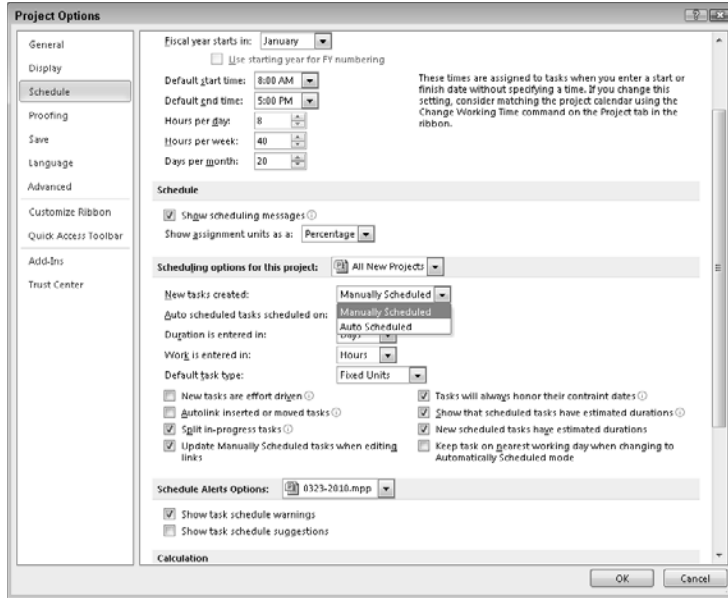 Project Options
General
Display
Schedule
Proofing
Save
Language
Advanced
Customize Ribbon
Quick Access Toolbar
Add-Ins
Trust Center
Fiscal year starts in: January
Use starting year for FY numbering
Default start time: 8:00 AM
Default end time: 5:00 PM
Hours per day: 8
Hours per week: 40
Days per month: 20
These times are assigned to tasks when you enter a start or
finish date without specifying a time. If you change this
setting, consider matching the project calendar using the
Change Working Time command on the Project tab in the
ribbon.
Schedule
Show scheduling messages
Show assignment units as a: Percentage
Scheduling options for this project: All New Projects
New tasks created: Manually Scheduled
Manually Scheduled
Auto Scheduled
Auto scheduled tasks scheduled on:
Duration is entered in: Days
Work is entered in: Hours
Default task type: Fixed Units
New tasks are effort driven
Autolink inserted or moved tasks
Split in-progress tasks
Update Manually Scheduled tasks when editing
links
Tasks will always honor their contraint dates
Show that scheduled tasks have estimated durations
New scheduled tasks have estimated durations
Keep task on nearest working day when changing to
Automatically Scheduled mode
Schedule Alerts Options: 0323-2010.mpp
Show task schedule warnings
Show task schedule suggestions
Calculation
OK
Cancel